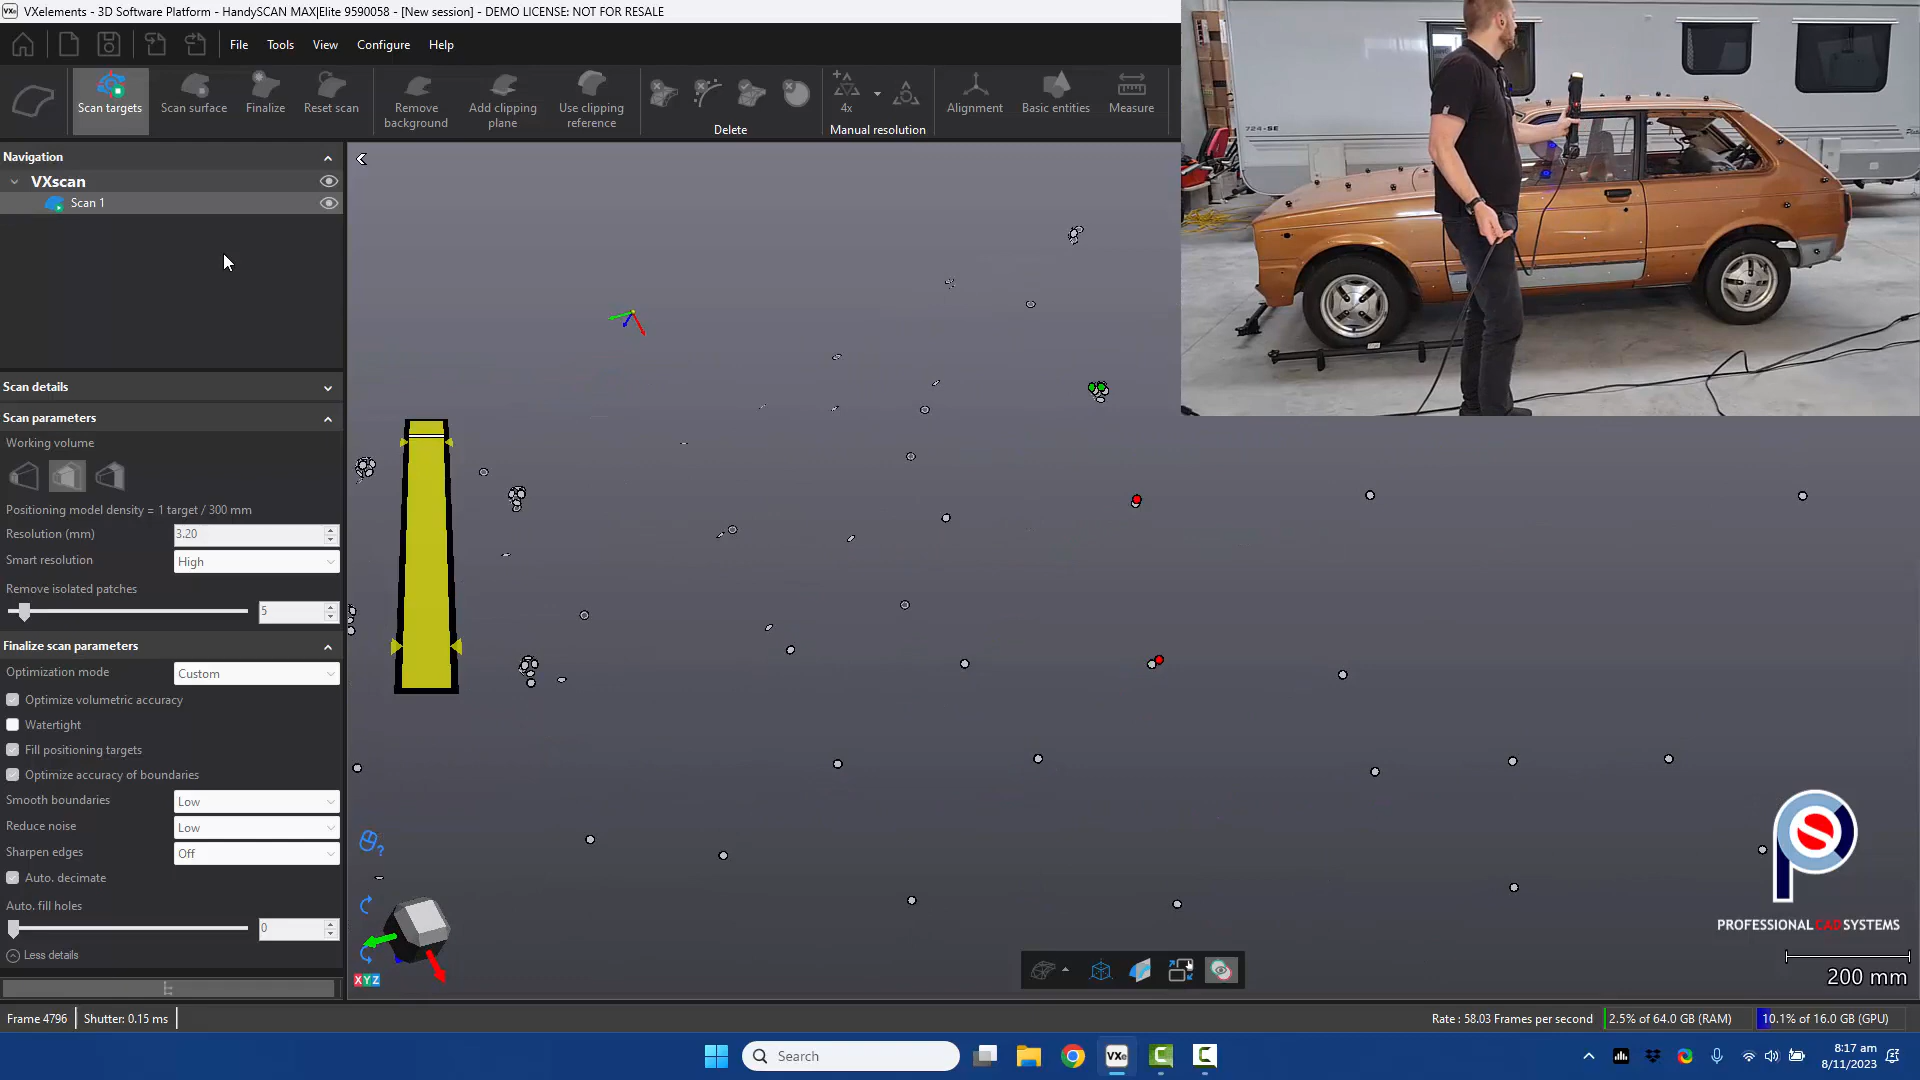 VXelements - 3D Software Platform - HandySCAN MAX|Elite 9590058 - [New session] - DEMO LICENSE: NOT FOR RESALE
File Tools View Configure Help
Scan targets
Scan surface
Finalize
Reset scan
Remove background
Add clipping plane
Use clipping reference
Delete
4x
Manual resolution
Alignment
Basic entities
Measure
724-SE
Navigation
VXscan
Scan 1
Scan details
Scan parameters
Working volume
Positioning model density = 1 target / 300 mm
Resolution (mm) 3.20
Smart resolution High
Remove isolated patches
5
Finalize scan parameters
Optimization mode Custom
Optimize volumetric accuracy
Watertight
Fill positioning targets
Optimize accuracy of boundaries
Smooth boundaries Low
Reduce noise Low
Sharpen edges Off
Auto. decimate
Auto. fill holes
0
Less details
?
XYZ
PROFESSIONALCADSYSTEMS
200 mm
Frame 4796 Shutter: 0.15 ms
Rate : 58.03 Frames per second 2.5% of 64.0 GB (RAM) 10.1% of 16.0 GB (GPU)
Search
VXe
8:17 am
8/11/2023